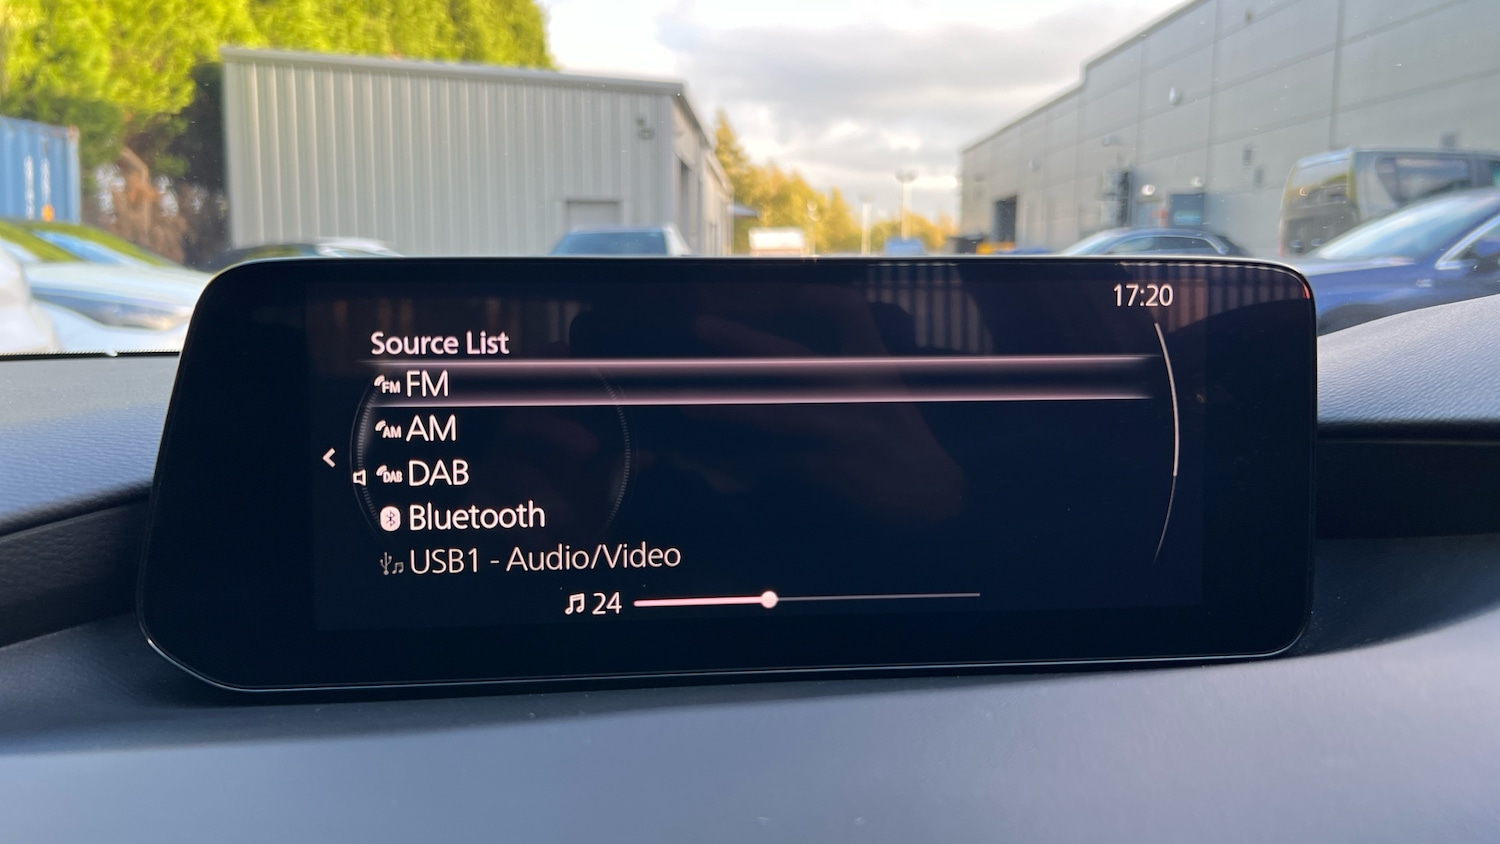 17:20
Source List
FM FM
AM AM
DAB DAB
Bluetooth
USB1 - Audio/Video
24